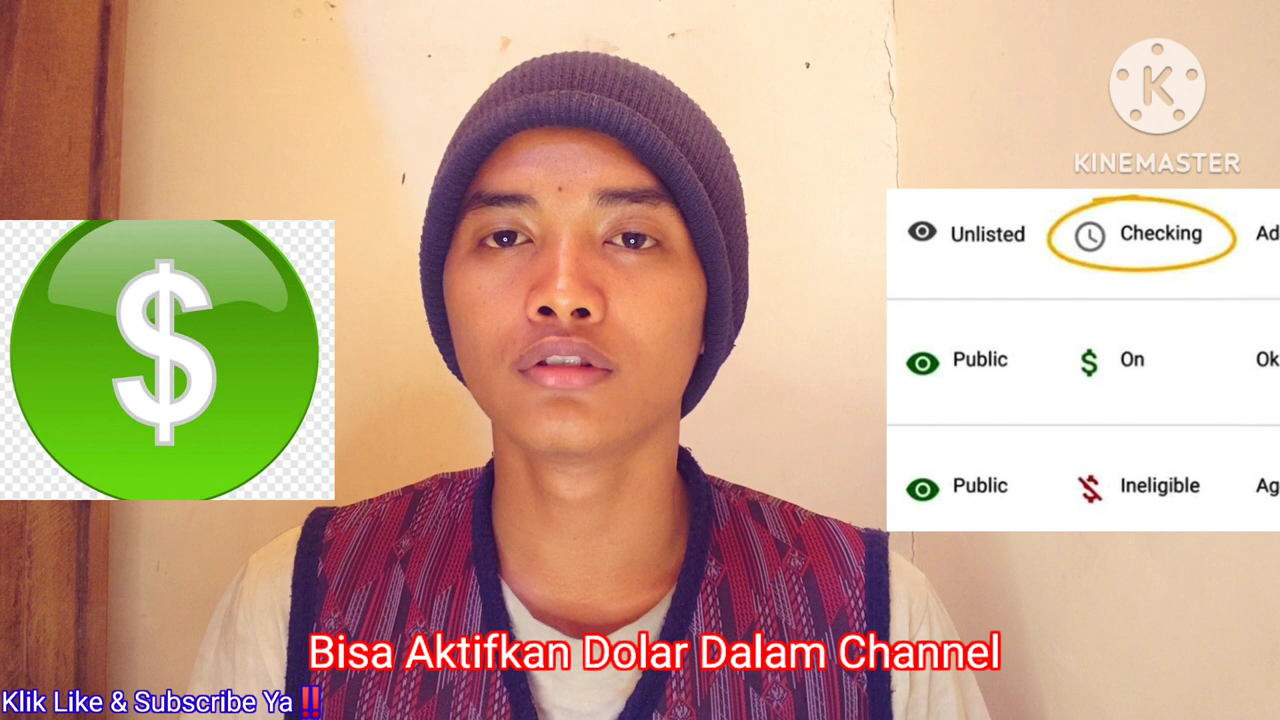 KINEMASTER
Unlisted Checking Ad
Public $ On Ok
Public Ineligible Ag
$
Bisa Aktifkan Dolar Dalam Channel
Klik Like & Subscribe Ya ‼